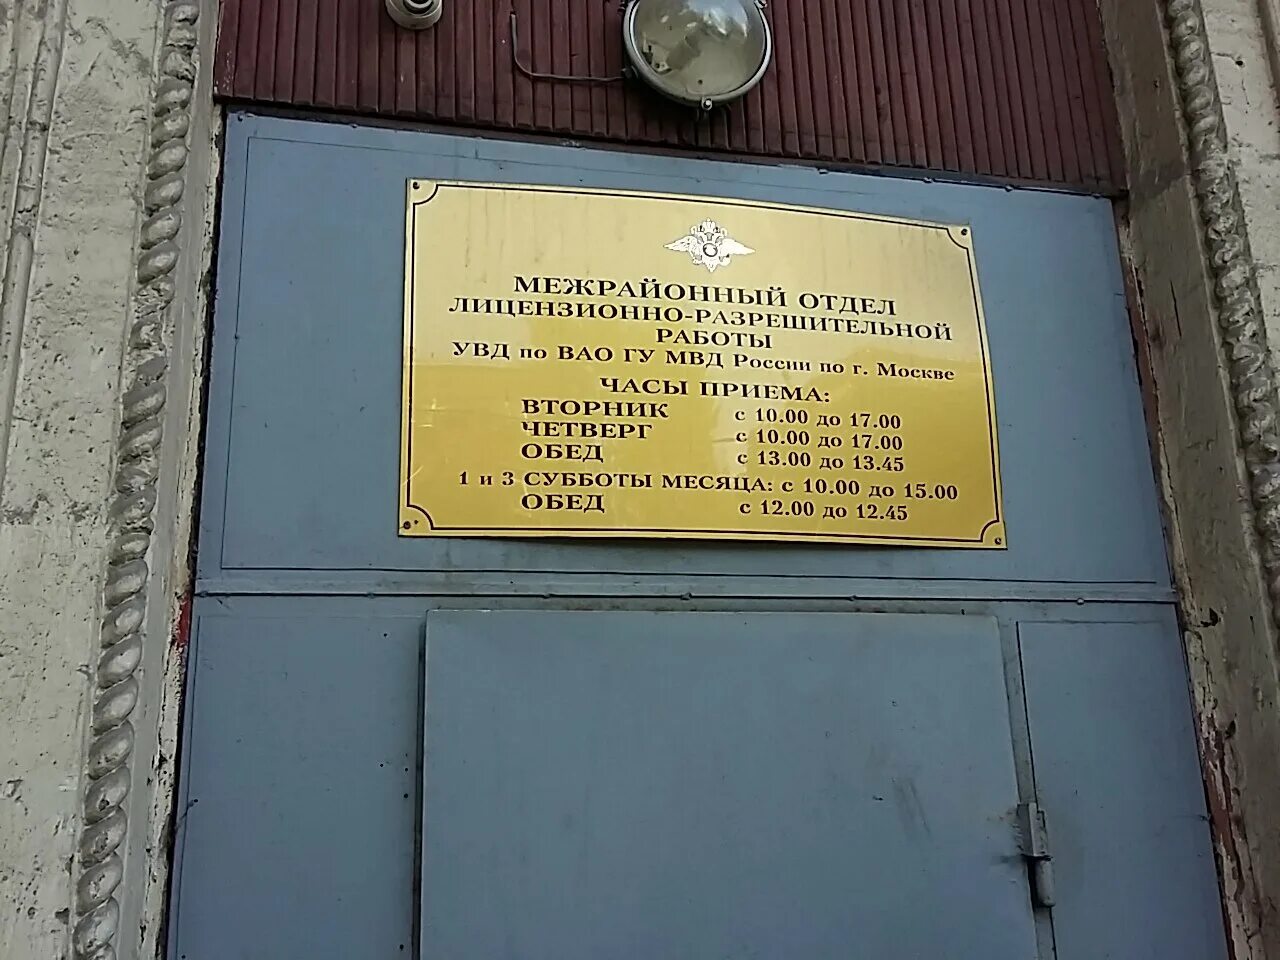 МЕЖРАЙОННЫЙ ОТДЕЛ
ЛИЦЕНЗИОННО-РАЗРЕШИТЕЛЬНОЙ
РАБОТЫ
УВД по ВАО ГУ МВД России по г. Москве
ЧАСЫ ПРИЕМА:
ВТОРНИК с 10.00 до 17.00
ЧЕТВЕРГ с 10.00 до 17.00
ОБЕД с 13.00 до 13.45
1 и 3 СУББОТЫ МЕСЯЦА: с 10.00 до 15.00
ОБЕД с 12.00 до 12.45